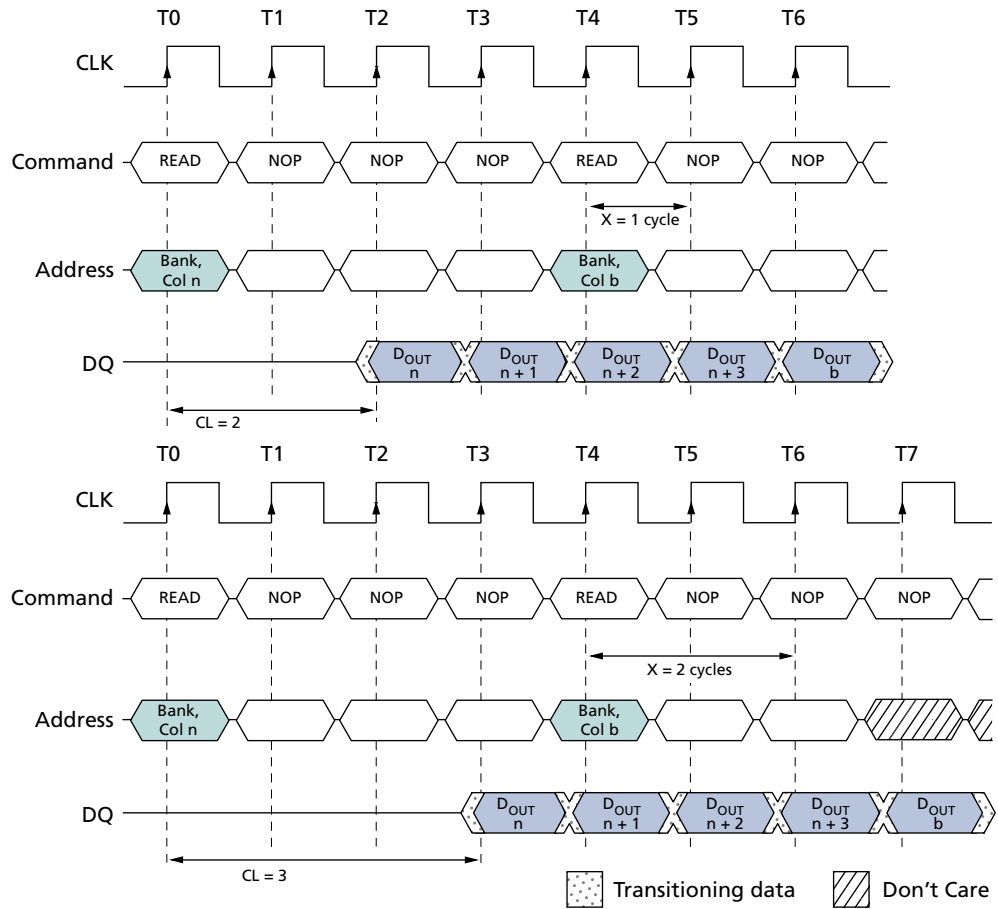 T0 T1 T2 T3 T4 T5 T6
CLK
Command READ NOP NOP NOP READ NOP NOP
X = 1 cycle
Address Bank, Col n Bank, Col b
DQ DOUT n DOUT n + 1 DOUT n + 2 DOUT n + 3 DOUT b
CL = 2
T0 T1 T2 T3 T4 T5 T6 T7
CLK
Command READ NOP NOP NOP READ NOP NOP NOP
X = 2 cycles
Address Bank, Col n Bank, Col b
DQ DOUT n DOUT n + 1 DOUT n + 2 DOUT n + 3 DOUT b
CL = 3
Transitioning data Don't Care